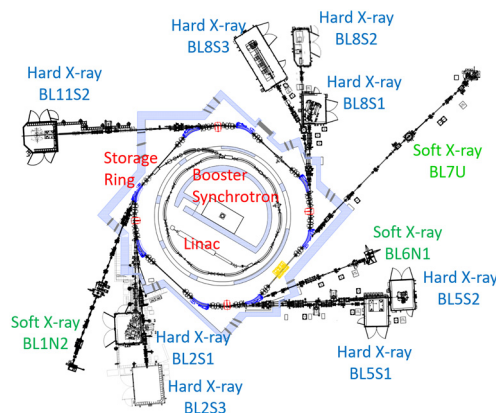 Hard X-ray
BL8S3
Hard X-ray
BL8S2
Hard X-ray
BL11S2
Hard X-ray
BL8S1
Storage
Ring
Booster
Synchrotron
Soft X-ray
BL7U
Linac
Soft X-ray
BL6N1
Hard X-ray
BL5S2
Soft X-ray
BL1N2
Hard X-ray
BL2S1
Hard X-ray
BL5S1
Hard X-ray
BL2S3